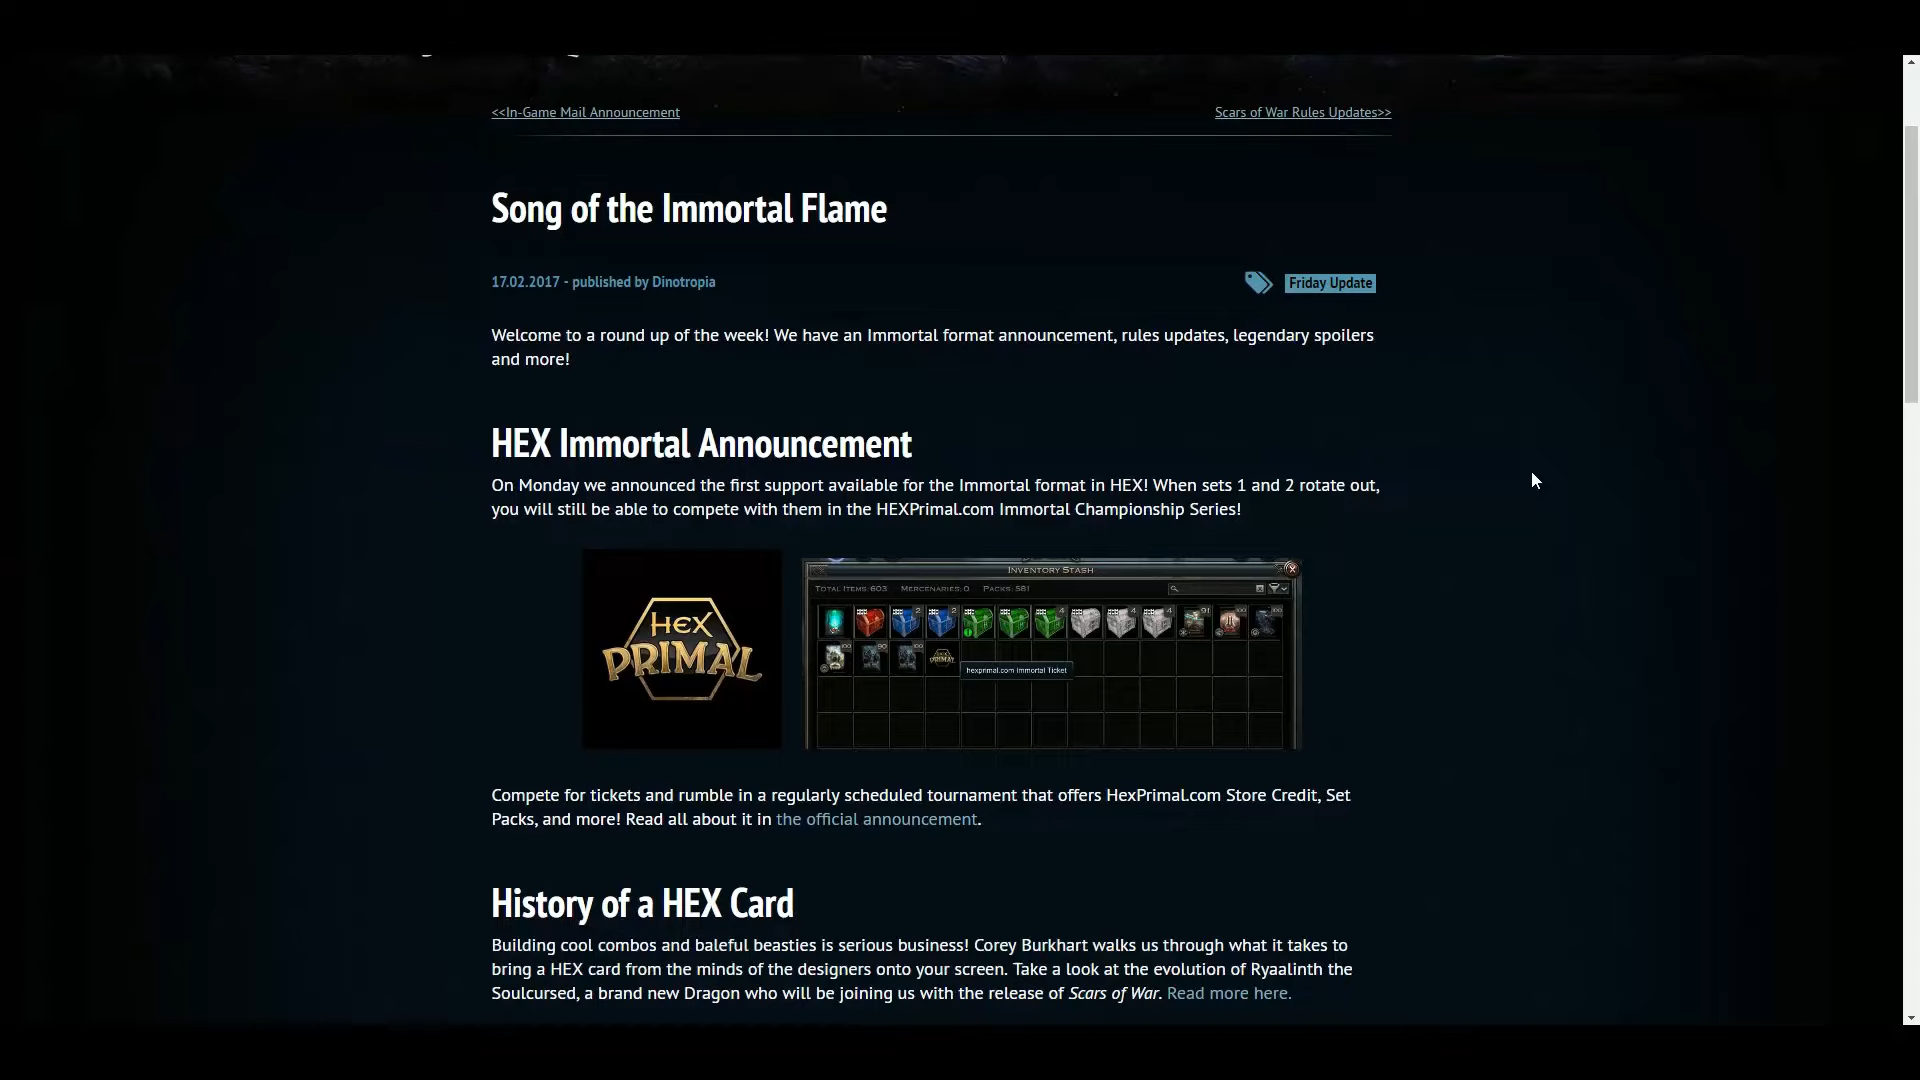 <<In-Game Mail Announcement
Scars of War Rules Updates>>
Song of the Immortal Flame
17.02.2017 - published by Dinotropia
Friday Update
Welcome to a round up of the week! We have an Immortal format announcement, rules updates, legendary spoilers
and more!
HEX Immortal Announcement
On Monday we announced the first support available for the Immortal format in HEX! When sets 1 and 2 rotate out,
you will still be able to compete with them in the HEXPrimal.com Immortal Championship Series!
HEX
PRIMAL
Inventory Stash
Total Items: 603 Mercenaries: 0 Packs: 581
hexprimal.com Immortal Ticket
Compete for tickets and rumble in a regularly scheduled tournament that offers HexPrimal.com Store Credit, Set
Packs, and more! Read all about it in the official announcement.
History of a HEX Card
Building cool combos and baleful beasties is serious business! Corey Burkhart walks us through what it takes to
bring a HEX card from the minds of the designers onto your screen. Take a look at the evolution of Ryaalinth the
Soulcursed, a brand new Dragon who will be joining us with the release of Scars of War. Read more here.